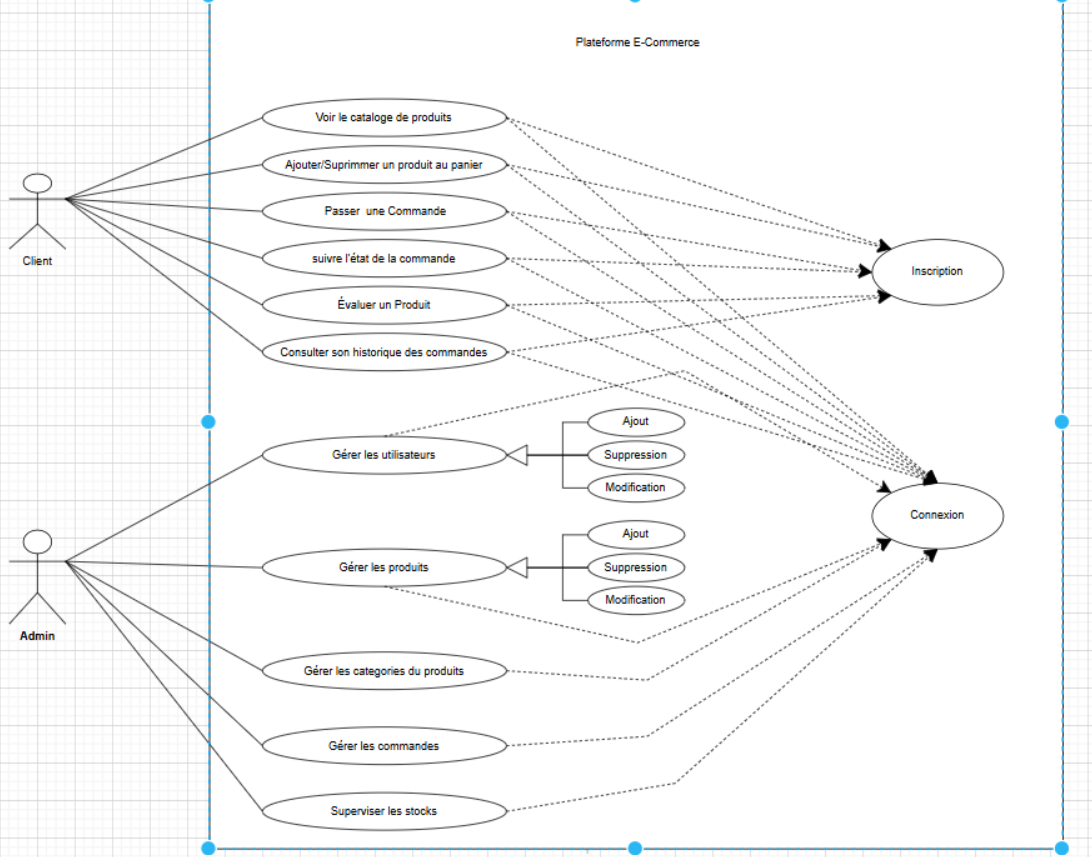 Plateforme E-Commerce
Voir le cataloge de produits
Ajouter/Suprimmer un produit au panier
Passer une Commande
suivre l'état de la commande
Évaluer un Produit
Consulter son historique des commandes
Client
Inscription
Gérer les utilisateurs
Ajout
Suppression
Modification
Connexion
Gérer les produits
Ajout
Suppression
Modification
Admin
Gérer les categories du produits
Gérer les commandes
Superviser les stocks